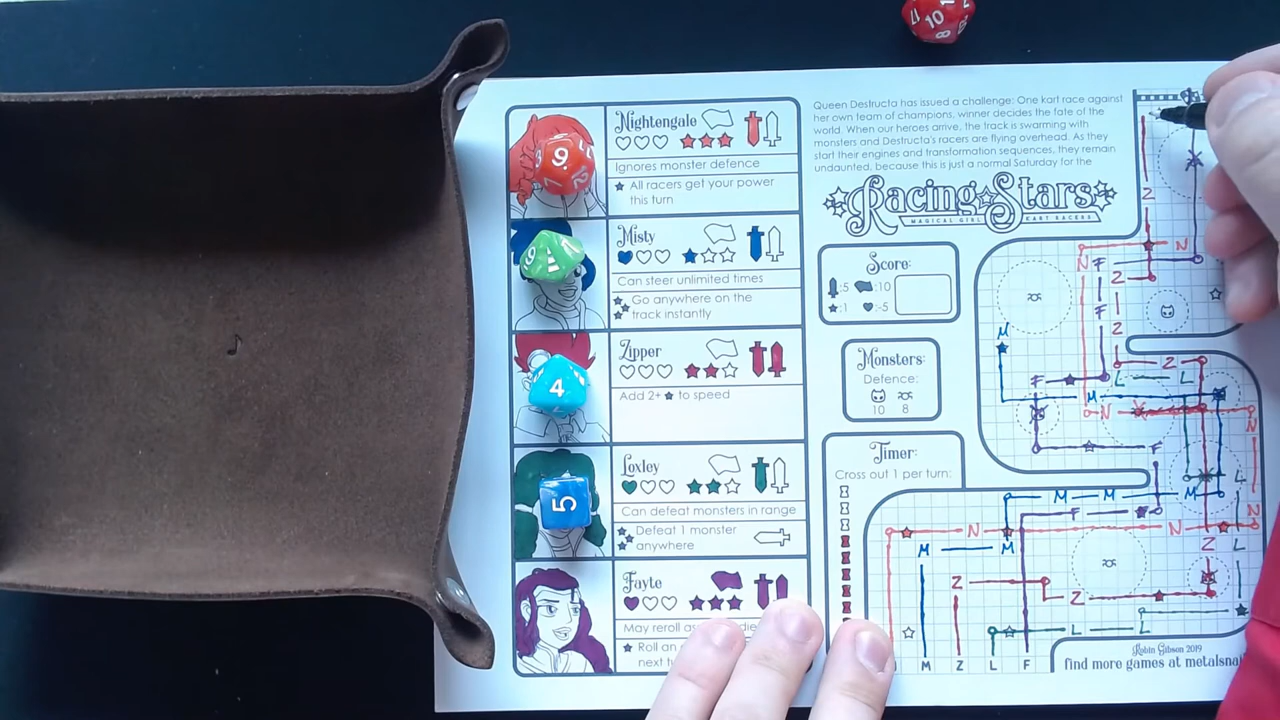 10
Nightengale
Ignores monster defence
All racers get your power
this turn
9
Misty
Can steer unlimited times
Go anywhere on the
track instantly
Zipper
Add 2+ to speed
4
Loxley
Can defeat monsters in range
Defeat 1 monster
anywhere
5
Fayte
May reroll
Roll an
Queen Destructa has issued a challenge: One kart race against
her own team of champions, winner decides the fate of the
world. When our heroes arrive, the track is swarming with
monsters and Destructa's racers are flying overhead. As they
start their engines and transformation sequences, they remain
undaunted, because this is just a normal Saturday for the
Racing Stars
MAGICAL GIRL KART RACERS
Score:
:5 :10
:1 :-5
Monsters
Defence:
10 8
Timer:
Cross out 1 per turn:
Z
N
N F
Z
F
M Z
Z L L
F M
N N
F
L
M M M
F N
N M N
Z L
M M
Z
Z
L L
M Z L F
Robin Gibson 2019
find more games at metalsnai